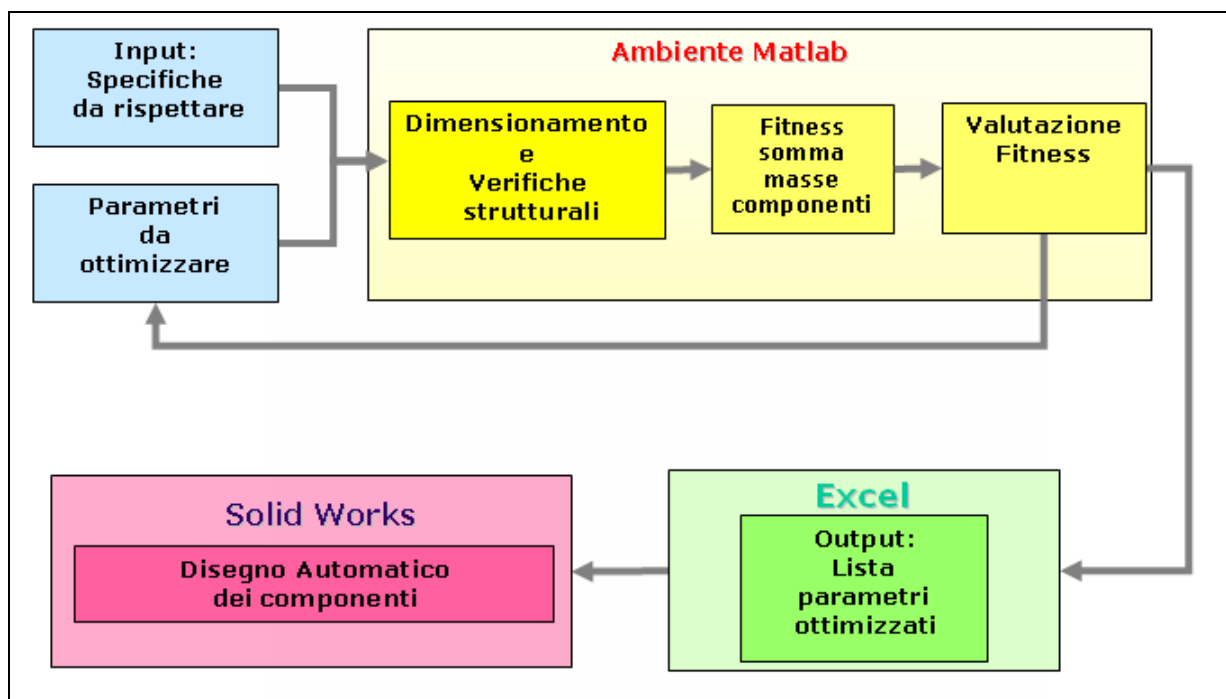 Input:
Specifiche
da rispettare
Parametri
da
ottimizzare
Ambiente Matlab
Dimensionamento
e
Verifiche
strutturali
Fitness
somma
masse
componenti
Valutazione
Fitness
Solid Works
Disegno Automatico
dei componenti
Excel
Output:
Lista
parametri
ottimizzati